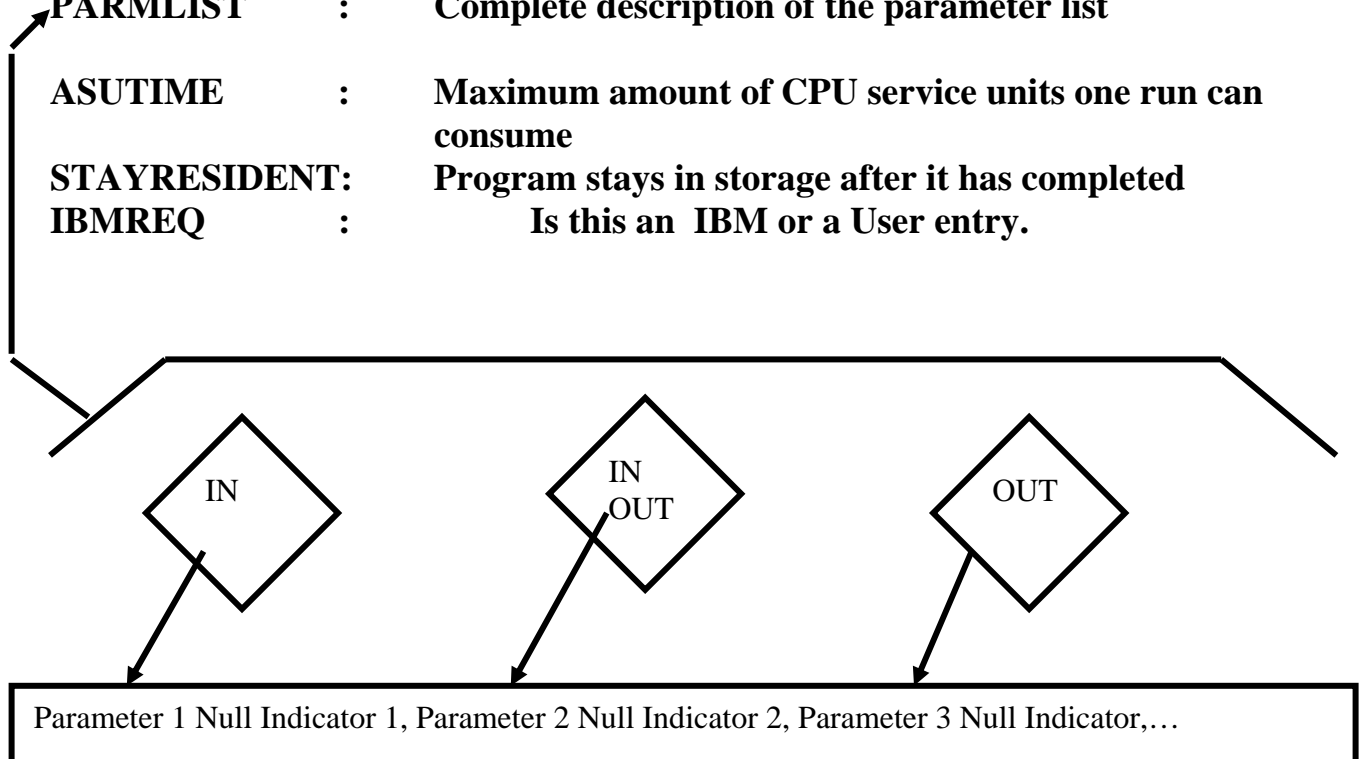 PARMLIST : Complete description of the parameter list
ASUTIME : Maximum amount of CPU service units one run can
consume
STAYRESIDENT: Program stays in storage after it has completed
IBMREQ : Is this an IBM or a User entry.
IN
IN
OUT
OUT
Parameter 1 Null Indicator 1, Parameter 2 Null Indicator 2, Parameter 3 Null Indicator,…